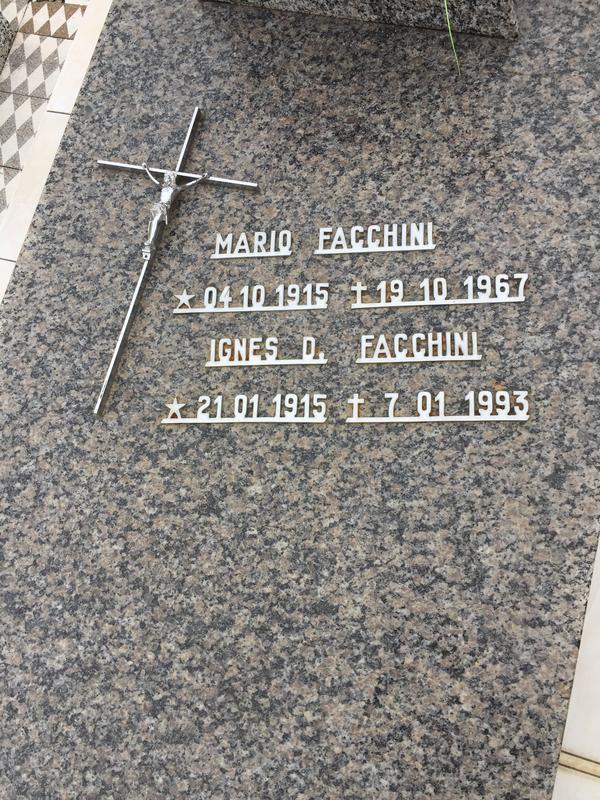 MARIO FACCHINI
★ 04 10 1915 ✝ 19 10 1967
IGNES D. FACCHINI
★ 21 01 1915 ✝ 7 01 1993